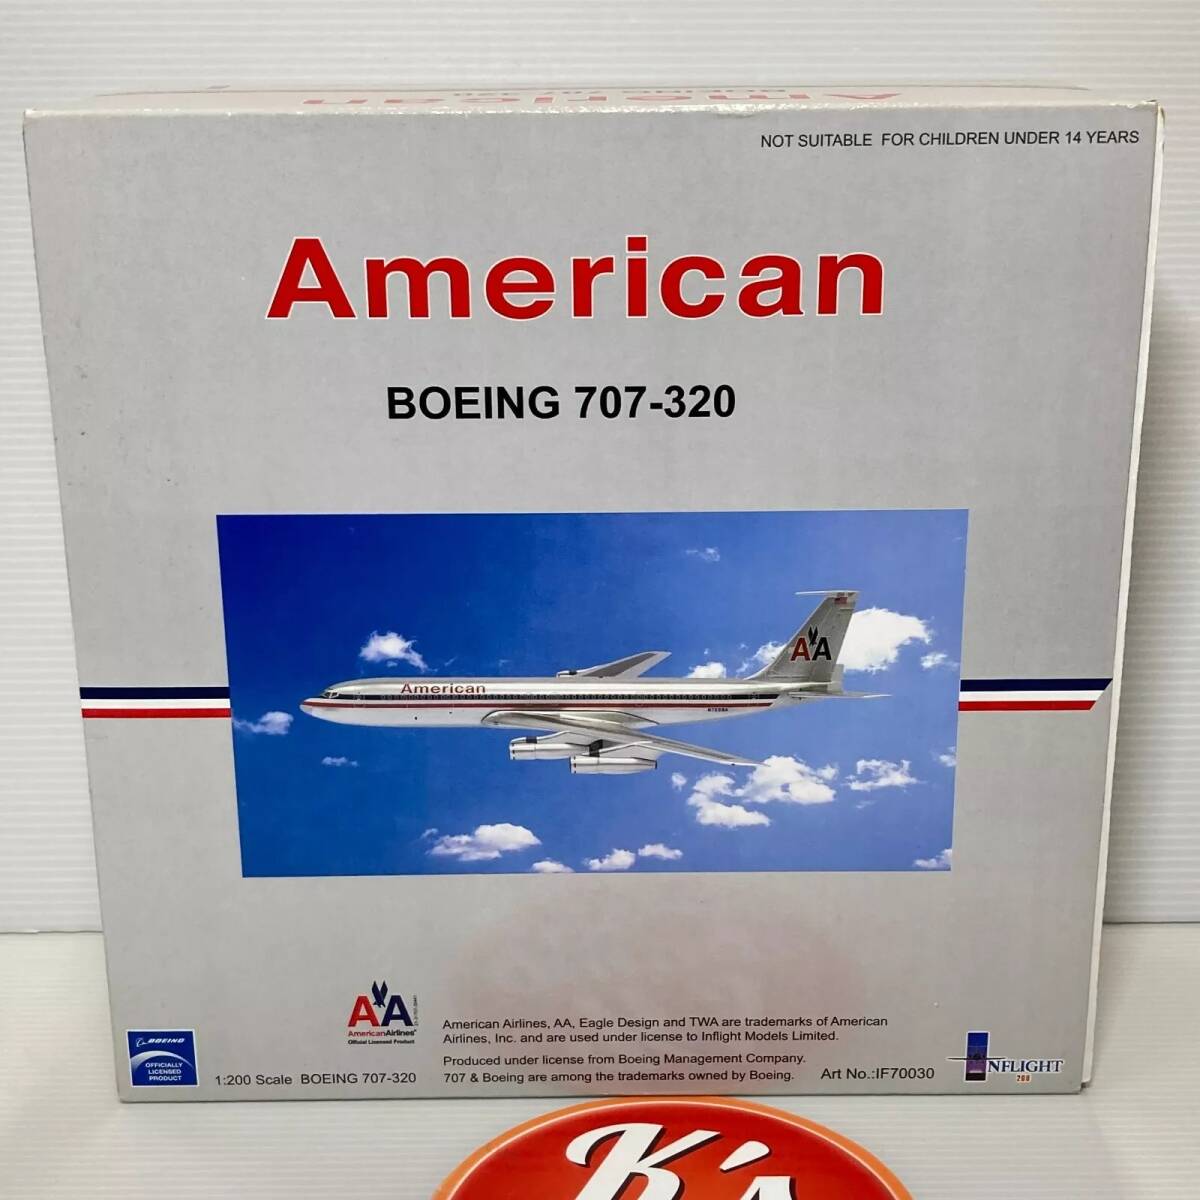 American
NOT SUITABLE FOR CHILDREN UNDER 14 YEARS
American
BOEING 707-320
American
AA
AA
AmericanAirlines
Official Licensed Product
BOEING
OFFICIALLY
LICENSED
PRODUCT
1:200 Scale BOEING 707-320
American Airlines, AA, Eagle Design and TWA are trademarks of American
Airlines, Inc. and are used under license to Inflight Models Limited.
Produced under license from Boeing Management Company.
707 & Boeing are among the trademarks owned by Boeing.
Art No.:IF70030
INFLIGHT
200
K's